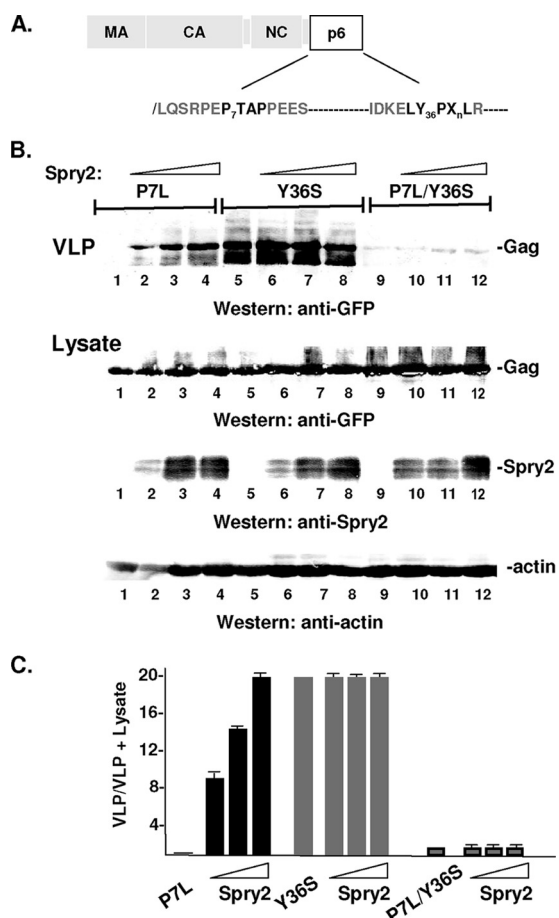 A.
MA CA NC p6
/LQSRPEP7TAPPEES------------IDKELY36PXnLR-----
B.
Spry2:
P7L Y36S P7L/Y36S
VLP -Gag
1 2 3 4 5 6 7 8 9 10 11 12
Western: anti-GFP
Lysate
-Gag
1 2 3 4 5 6 7 8 9 10 11 12
Western: anti-GFP
-Spry2
1 2 3 4 5 6 7 8 9 10 11 12
Western: anti-Spry2
-actin
1 2 3 4 5 6 7 8 9 10 11 12
Western: anti-actin
C.
VLP/VLP + Lysate
20-
16-
12-
8-
4-
P7L Spry2 Y36S Spry2 P7L/Y36S Spry2